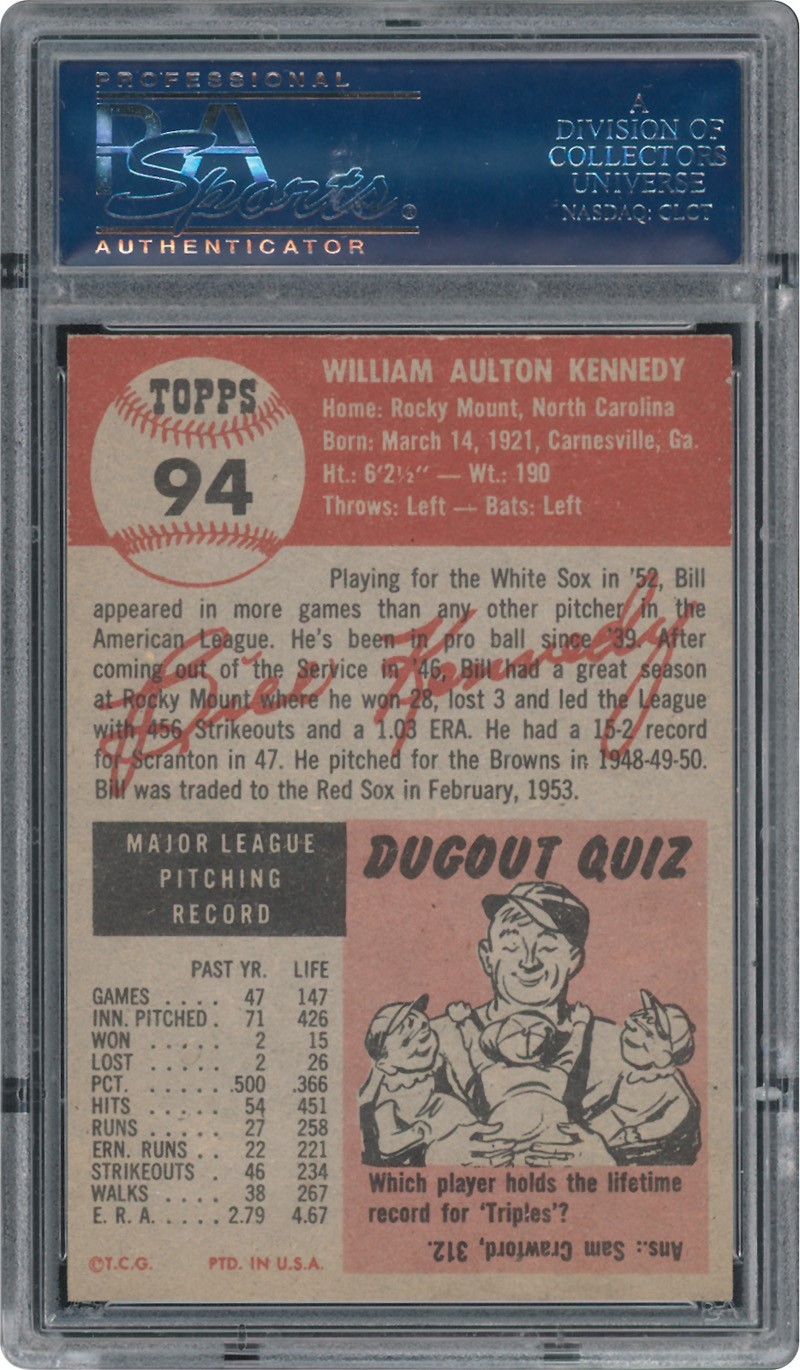 PROFESSIONAL
PSA
Sports®
AUTHENTICATOR
A
DIVISION OF
COLLECTORS
UNIVERSE
NASDAQ: CLCT
TOPPS
94
WILLIAM AULTON KENNEDY
Home: Rocky Mount, North Carolina
Born: March 14, 1921, Carnesville, Ga.
Ht.: 6'2½" — Wt.: 190
Throws: Left — Bats: Left
Playing for the White Sox in '52, Bill
appeared in more games than any other pitcher in the
American League. He's been in pro ball since '39. After
coming out of the Service in '46, Bill had a great season
at Rocky Mount where he won 28, lost 3 and led the League
with 456 Strikeouts and a 1.03 ERA. He had a 15-2 record
for Scranton in 47. He pitched for the Browns in 1948-49-50.
Bill was traded to the Red Sox in February, 1953.
Bill Kennedy
MAJOR LEAGUE
PITCHING
RECORD
PAST YR. LIFE
GAMES .... 47 147
INN. PITCHED . 71 426
WON ..... 2 15
LOST ..... 2 26
PCT. ...... .500 .366
HITS ..... 54 451
RUNS ..... 27 258
ERN. RUNS .. 22 221
STRIKEOUTS . 46 234
WALKS .... 38 267
E. R. A. ..... 2.79 4.67
©T.C.G. PTD. IN U.S.A.
DUGOUT QUIZ
Which player holds the lifetime
record for 'Triples'?
Ans.: Sam Crawford, 312.